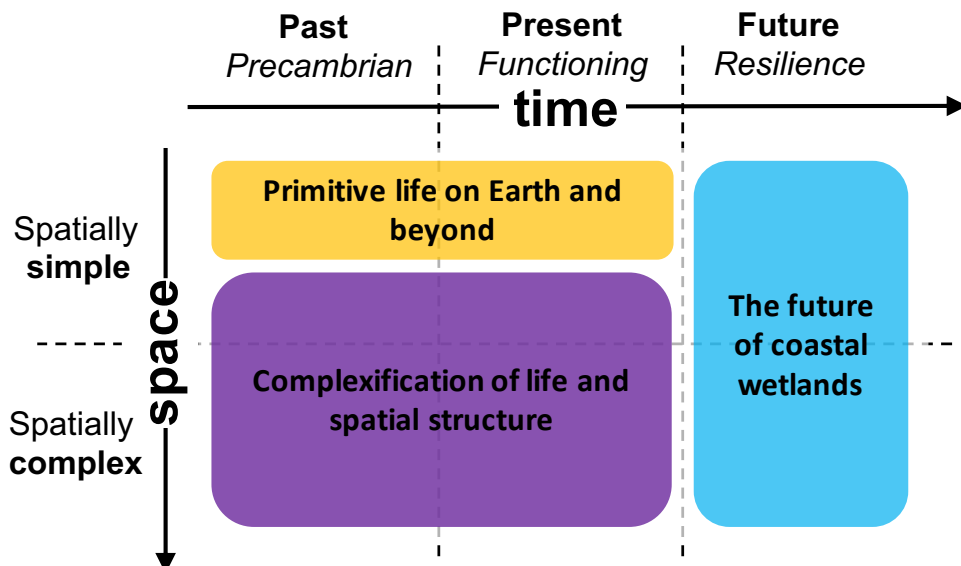 Past
Precambrian
Present
Functioning
Future
Resilience
time
space
Spatially
simple
Spatially
complex
Primitive life on Earth and
beyond
Complexification of life and
spatial structure
The future
of coastal
wetlands